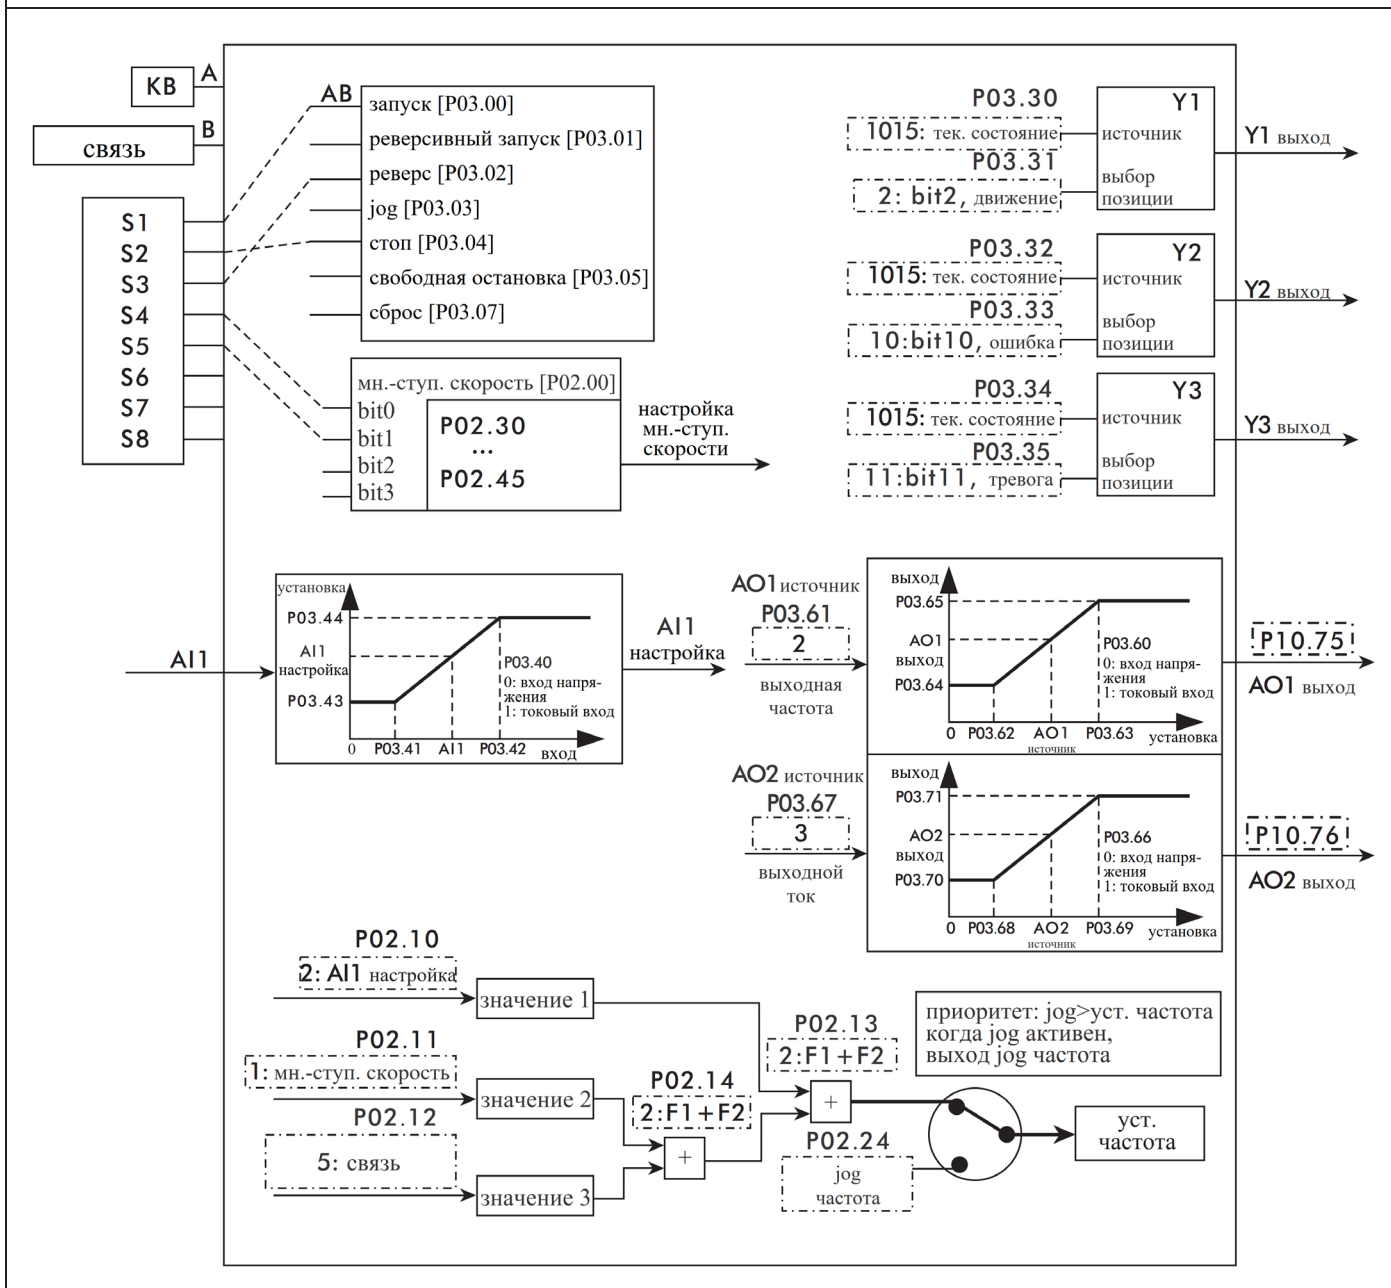 КВ
A
связь
B
S1
S2
S3
S4
S5
S6
S7
S8
AB
запуск [P03.00]
реверсивный запуск [P03.01]
реверс [P03.02]
jog [P03.03]
стоп [P03.04]
свободная остановка [P03.05]
сброс [P03.07]
мн.-ступ. скорость [P02.00]
bit0
bit1
bit2
bit3
P02.30
...
P02.45
настройка
мн.-ступ.
скорости
P03.30
1015: тек. состояние
P03.31
2: bit2, движение
Y1
источник
выбор
позиции
Y1 выход
P03.32
1015: тек. состояние
P03.33
10:bit10, ошибка
Y2
источник
выбор
позиции
Y2 выход
P03.34
1015: тек. состояние
P03.35
11:bit11, тревога
Y3
источник
выбор
позиции
Y3 выход
AI1
установка
P03.44
AI1
настройка
P03.43
P03.40
0: вход напря-
жения
1: токовый вход
0
P03.41
AI1
P03.42
вход
AI1
настройка
AO1 источник
P03.61
2
выходная
частота
выход
P03.65
AO1
выход
P03.64
P03.60
0: вход напря-
жения
1: токовый вход
0
P03.62
AO1
источник
P03.63
установка
P10.75
AO1 выход
AO2 источник
P03.67
3
выходной
ток
выход
P03.71
AO2
выход
P03.70
P03.66
0: вход напря-
жения
1: токовый вход
0
P03.68
AO2
источник
P03.69
установка
P10.76
AO2 выход
P02.10
2: AI1 настройка
значение 1
P02.11
1: мн.-ступ. скорость
значение 2
P02.12
5: связь
значение 3
P02.14
2:F1+F2
+
P02.13
2:F1+F2
+
P02.24
jog
частота
приоритет: jog>уст. частота
когда jog активен,
выход jog частота
уст.
частота